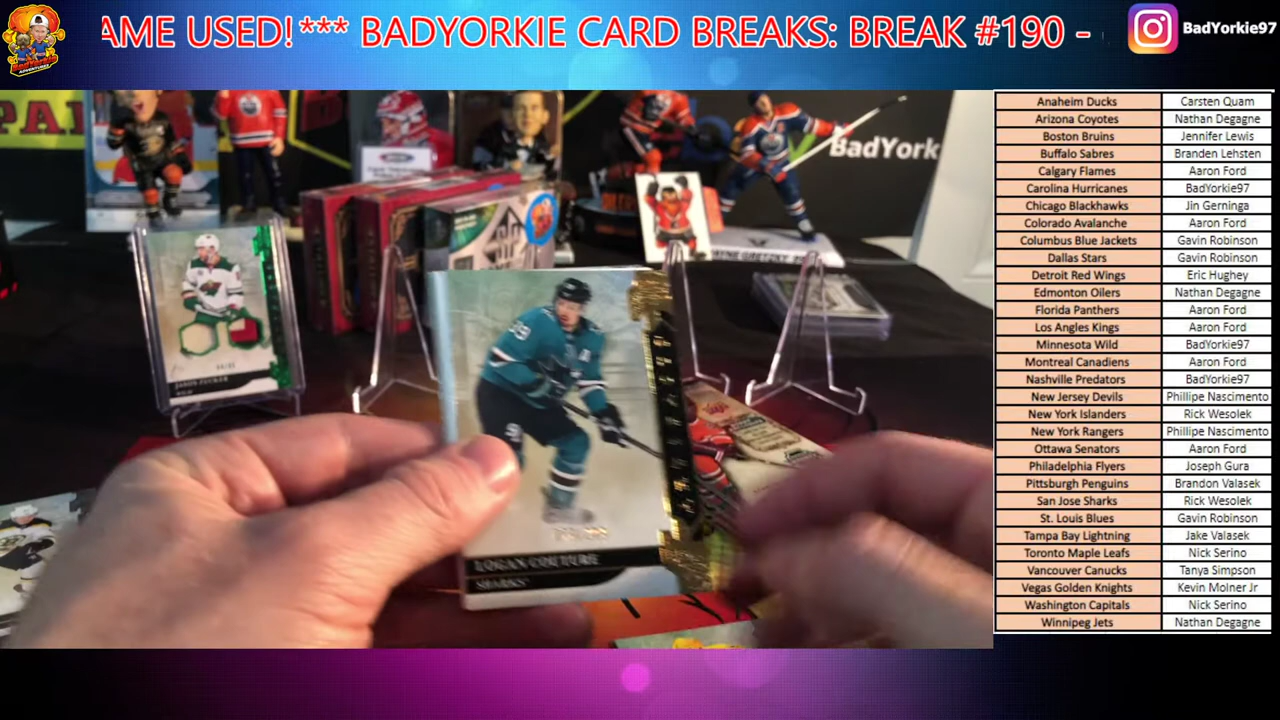 AME USED!*** BADYORKIE CARD BREAKS: BREAK #190 -
BadYorkie97
BadYorkie
ADVENTURES
BadYork
LOGAN COUTURE
SHARKS
JASON ZUCKER
WILD
Anaheim Ducks Carsten Quam
Arizona Coyotes Nathan Degagne
Boston Bruins Jennifer Lewis
Buffalo Sabres Branden Lehsten
Calgary Flames Aaron Ford
Carolina Hurricanes BadYorkie97
Chicago Blackhawks Jin Gerninga
Colorado Avalanche Aaron Ford
Columbus Blue Jackets Gavin Robinson
Dallas Stars Gavin Robinson
Detroit Red Wings Eric Hughey
Edmonton Oilers Nathan Degagne
Florida Panthers Aaron Ford
Los Angles Kings Aaron Ford
Minnesota Wild BadYorkie97
Montreal Canadiens Aaron Ford
Nashville Predators BadYorkie97
New Jersey Devils Phillipe Nascimento
New York Islanders Rick Wesolek
New York Rangers Phillipe Nascimento
Ottawa Senators Aaron Ford
Philadelphia Flyers Joseph Gura
Pittsburgh Penguins Brandon Valasek
San Jose Sharks Rick Wesolek
St. Louis Blues Gavin Robinson
Tampa Bay Lightning Jake Valasek
Toronto Maple Leafs Nick Serino
Vancouver Canucks Tanya Simpson
Vegas Golden Knights Kevin Molner Jr
Washington Capitals Nick Serino
Winnipeg Jets Nathan Degagne